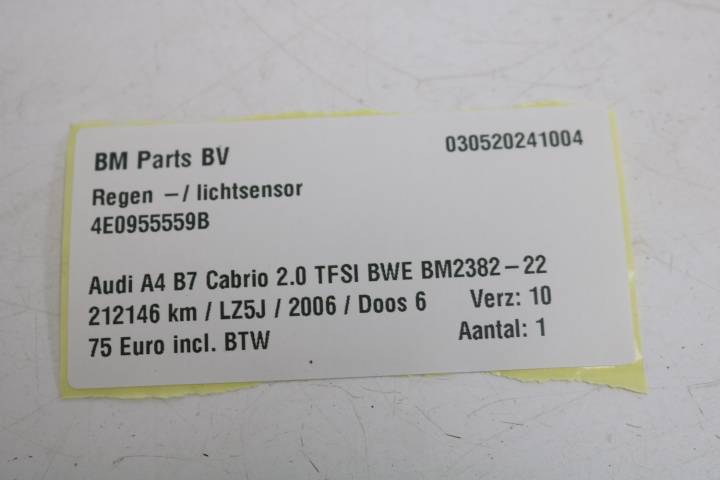 BM Parts BV 030520241004
Regen -/ lichtsensor
4E0955559B
Audi A4 B7 Cabrio 2.0 TFSI BWE BM2382-22
212146 km / LZ5J / 2006 / Doos 6 Verz: 10
75 Euro incl. BTW Aantal: 1